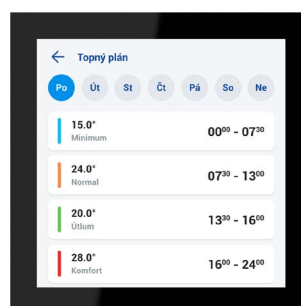 ← Topný plán
Po Út St Čt Pá So Ne
15.0°
Minimum
00⁰⁰ - 07³⁰
24.0°
Normal
07³⁰ - 13⁰⁰
20.0°
Útlum
13³⁰ - 16⁰⁰
28.0°
Komfort
16⁰⁰ - 24⁰⁰